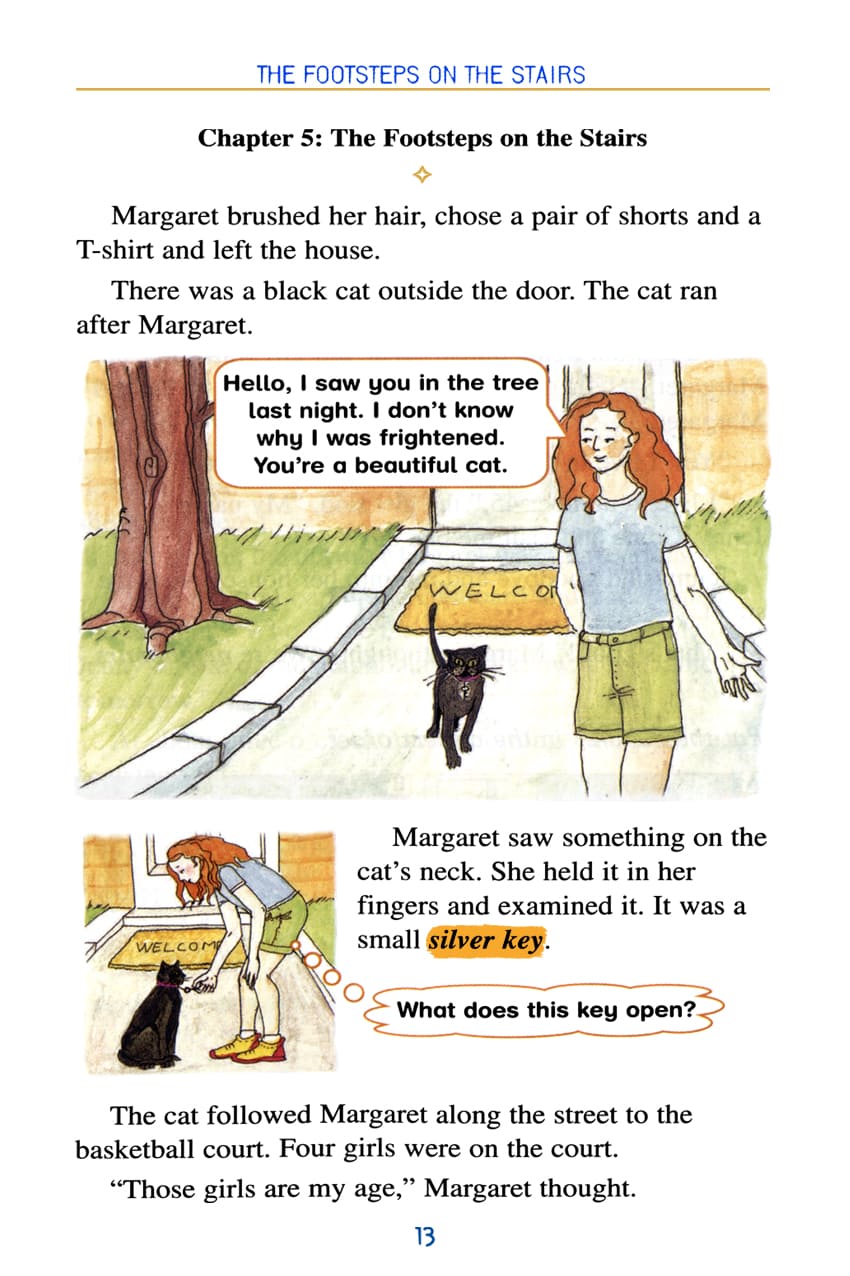 THE FOOTSTEPS ON THE STAIRS
Chapter 5: The Footsteps on the Stairs
Margaret brushed her hair, chose a pair of shorts and a
T-shirt and left the house.
There was a black cat outside the door. The cat ran
after Margaret.
Hello, I saw you in the tree
last night. I don't know
why I was frightened.
You're a beautiful cat.
WELCO
Margaret saw something on the
cat's neck. She held it in her
fingers and examined it. It was a
small silver key.
WELCOME
What does this key open?
The cat followed Margaret along the street to the
basketball court. Four girls were on the court.
“Those girls are my age,” Margaret thought.
13